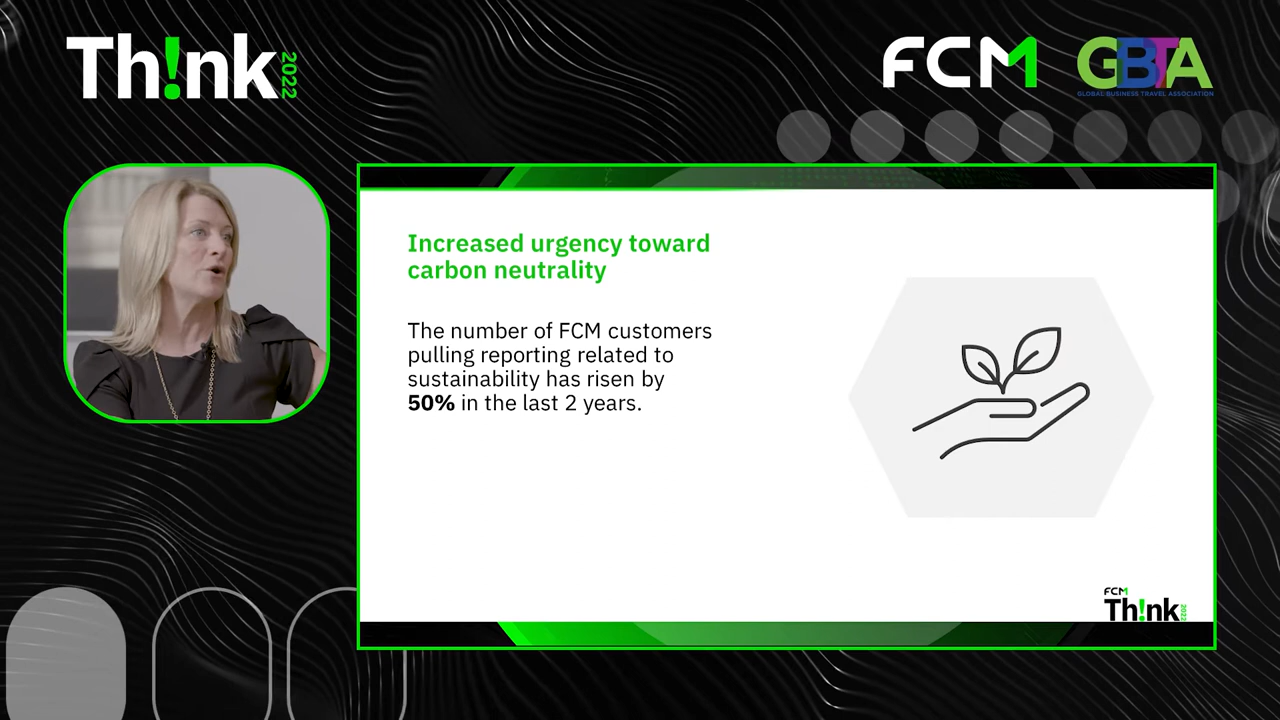 Th!nk 2022
FCM
GBTA
GLOBAL BUSINESS TRAVEL ASSOCIATION
Increased urgency toward
carbon neutrality
The number of FCM customers
pulling reporting related to
sustainability has risen by
50% in the last 2 years.
FCM
Th!nk 2022